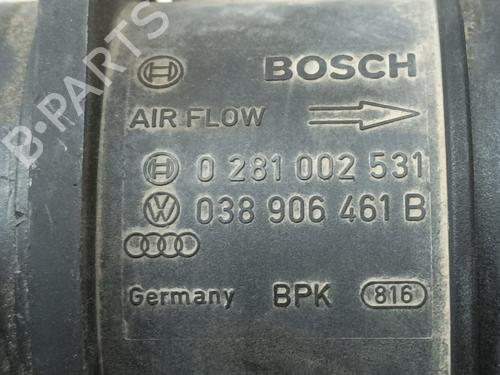 BOSCH
AIR FLOW
0 281 002 531
038 906 461 B
Germany BPK 816
B-PARTS